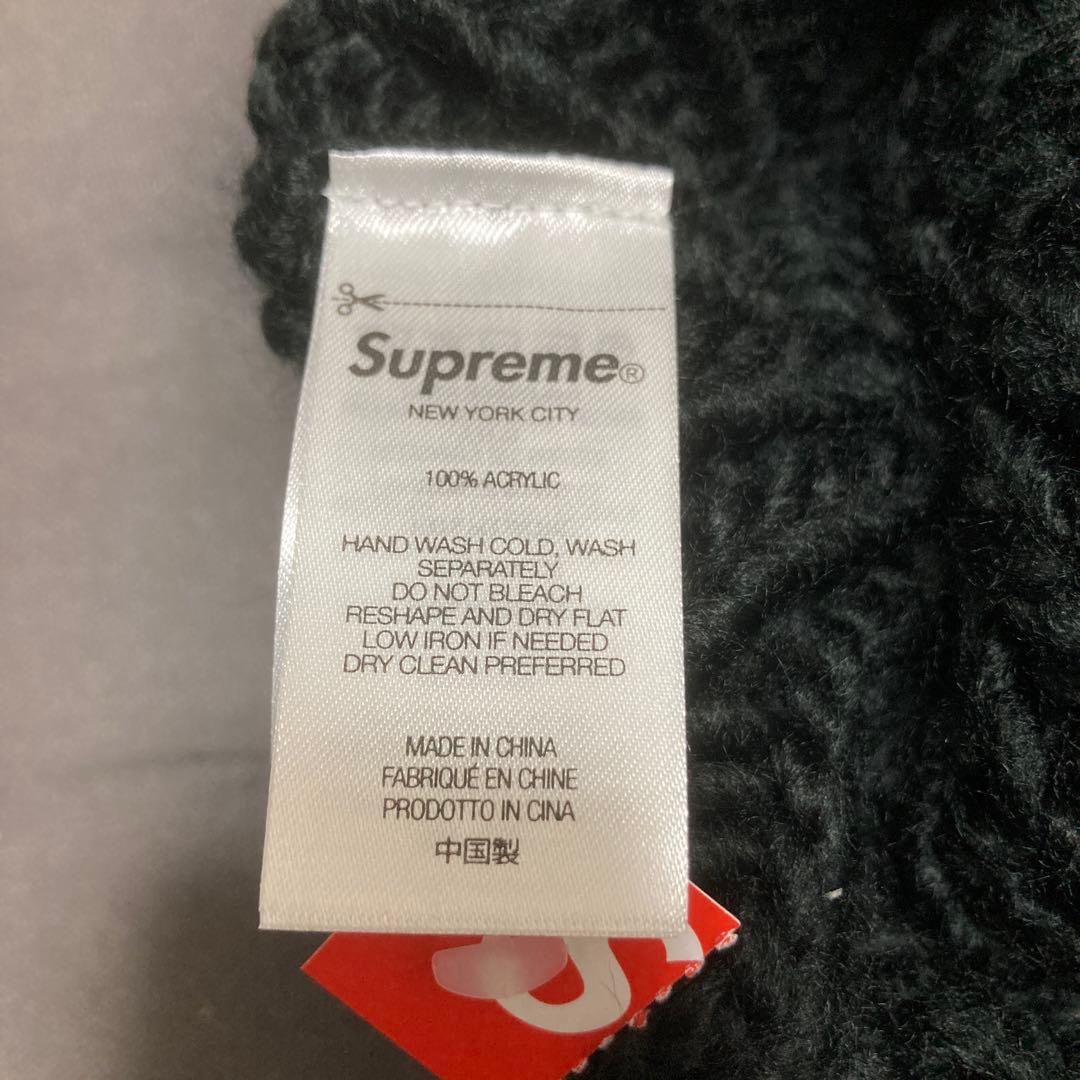 Supreme®
NEW YORK CITY
100% ACRYLIC
HAND WASH COLD, WASH
SEPARATELY
DO NOT BLEACH
RESHAPE AND DRY FLAT
LOW IRON IF NEEDED
DRY CLEAN PREFERRED
MADE IN CHINA
FABRIQUÉ EN CHINE
PRODOTTO IN CINA
中国製